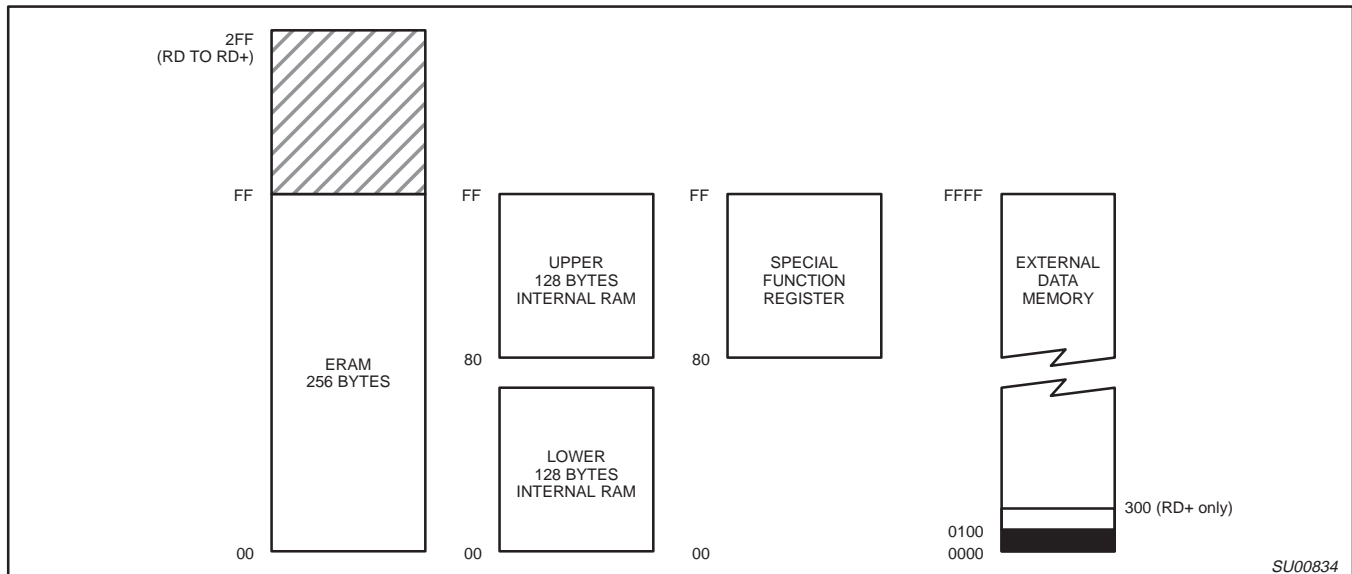 2FF
(RD TO RD+)
FF
ERAM
256 BYTES
00
FF
UPPER
128 BYTES
INTERNAL RAM
80
LOWER
128 BYTES
INTERNAL RAM
00
FF
SPECIAL
FUNCTION
REGISTER
80
00
FFFF
EXTERNAL
DATA
MEMORY
300 (RD+ only)
0100
0000
SU00834